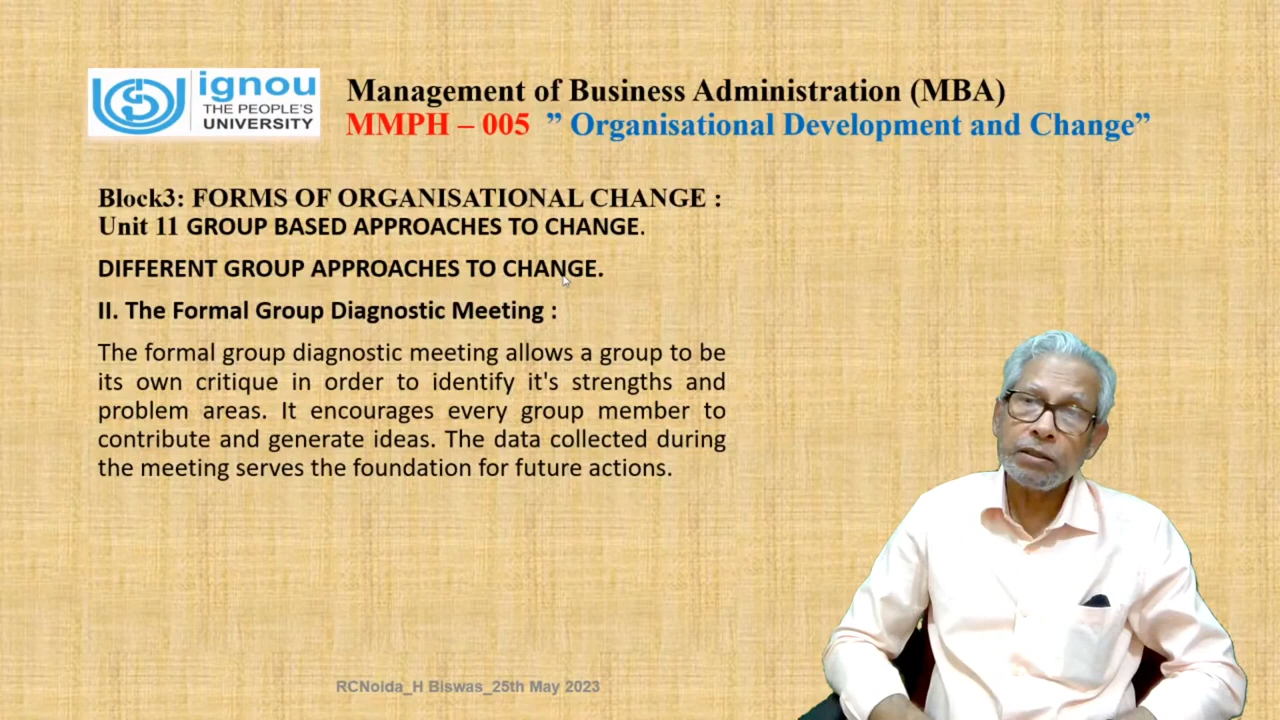 ignou
THE PEOPLE'S
UNIVERSITY
Management of Business Administration (MBA)
MMPH – 005 ” Organisational Development and Change”
Block3: FORMS OF ORGANISATIONAL CHANGE :
Unit 11 GROUP BASED APPROACHES TO CHANGE.
DIFFERENT GROUP APPROACHES TO CHANGE.
II. The Formal Group Diagnostic Meeting :
The formal group diagnostic meeting allows a group to be
its own critique in order to identify it's strengths and
problem areas. It encourages every group member to
contribute and generate ideas. The data collected during
the meeting serves the foundation for future actions.
RCNoida_H Biswas_25th May 2023